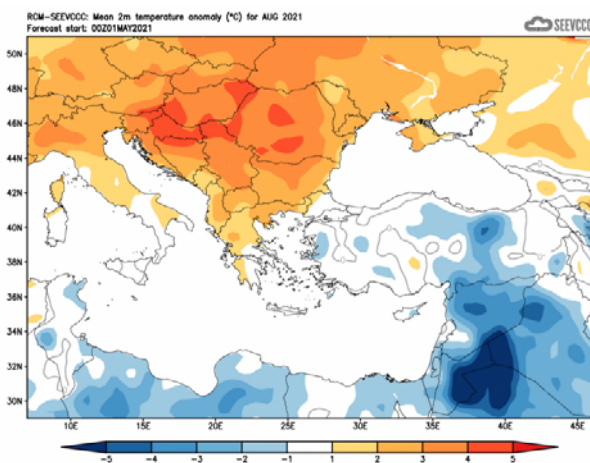 RCM-SEEVCCC: Mean 2m temperature anomaly (°C) for AUG 2021
Forecast start: 00Z01MAY2021
SEEVCCC
50N
48N
46N
44N
42N
40N
38N
36N
34N
32N
30N
10E 15E 20E 25E 30E 35E 40E 45E
-5 -4 -3 -2 -1 1 2 3 4 5